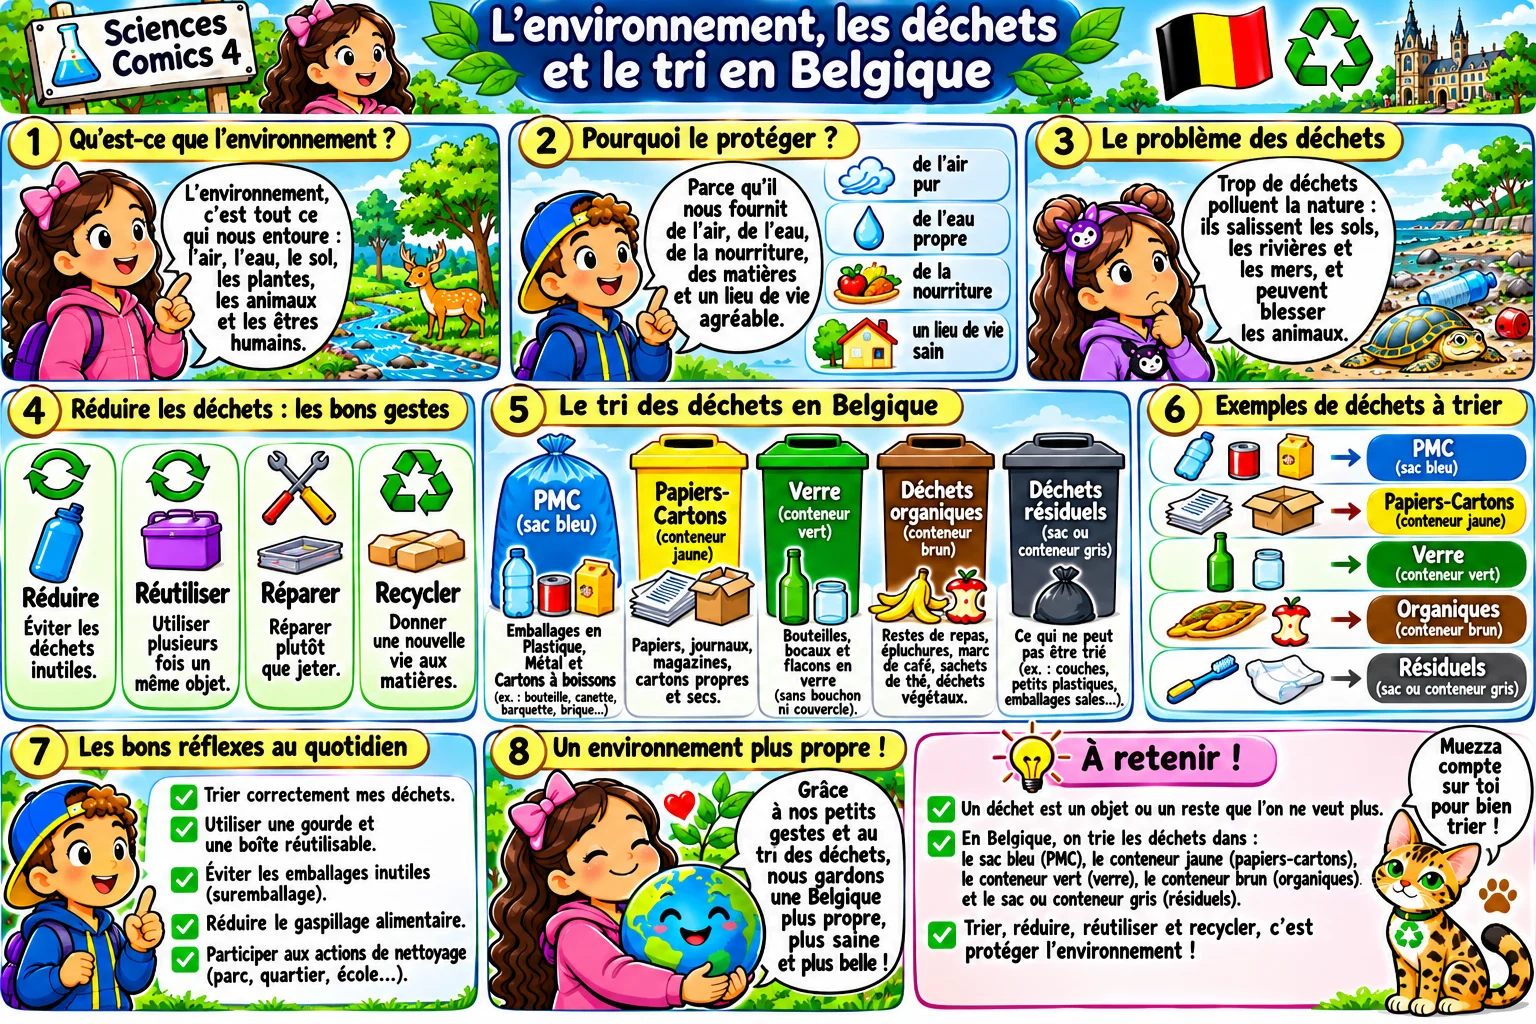 Sciences
Comics 4
L'environnement, les déchets
et le tri en Belgique
1 Qu'est-ce que l'environnement ?
L'environnement,
c'est tout ce
qui nous entoure :
l'air, l'eau, le sol,
les plantes,
les animaux
et les êtres
humains.
2 Pourquoi le protéger ?
Parce qu'il
nous fournit
de l'air, de l'eau,
de la nourriture,
des matières
et un lieu de vie
agréable.
de l'air
pur
de l'eau
propre
de la
nourriture
un lieu de vie
sain
3 Le problème des déchets
Trop de déchets
polluent la nature :
ils salissent les sols,
les rivières et
les mers, et
peuvent
blesser
les animaux.
4 Réduire les déchets : les bons gestes
Réduire
Éviter les
déchets
inutiles.
Réutiliser
Utiliser
plusieurs
fois un
même objet.
Réparer
Réparer
plutôt
que jeter.
Recycler
Donner
une nouvelle
vie aux
matières.
5 Le tri des déchets en Belgique
PMC
(sac bleu)
Emballages en
Plastique,
Métal et
Cartons à boissons
(ex. : bouteille, canette,
barquette, brique...)
Papiers-
Cartons
(conteneur
jaune)
Papiers, journaux,
magazines,
cartons propres
et secs.
Verre
(conteneur
vert)
Bouteilles,
bocaux et
flacons en
verre
(sans bouchon
ni couvercle).
Déchets
organiques
(conteneur
brun)
Restes de repas,
épluchures, marc
de café, sachets
de thé, déchets
végétaux.
Déchets
résiduels
(sac ou
conteneur gris)
Ce qui ne peut
pas être trié
(ex. : couches,
petits plastiques,
emballages sales...).
6 Exemples de déchets à trier
PMC
(sac bleu)
Papiers-Cartons
(conteneur jaune)
Verre
(conteneur vert)
Organiques
(conteneur brun)
Résiduels
(sac ou conteneur gris)
7 Les bons réflexes au quotidien
Trier correctement mes déchets.
Utiliser une gourde et
une boîte réutilisable.
Éviter les emballages inutiles
(suremballage).
Réduire le gaspillage alimentaire.
Participer aux actions de nettoyage
(parc, quartier, école...).
8 Un environnement plus propre !
Grâce
à nos petits
gestes et au
tri des déchets,
nous gardons
une Belgique
plus propre,
plus saine
et plus belle !
À retenir !
Un déchet est un objet ou un reste que l'on ne veut plus.
En Belgique, on trie les déchets dans :
le sac bleu (PMC), le conteneur jaune (papiers-cartons),
le conteneur vert (verre), le conteneur brun (organiques).
et le sac ou conteneur gris (résiduels).
Trier, réduire, réutiliser et recycler, c'est
protéger l'environnement !
Muezza
compte
sur toi
pour bien
trier !